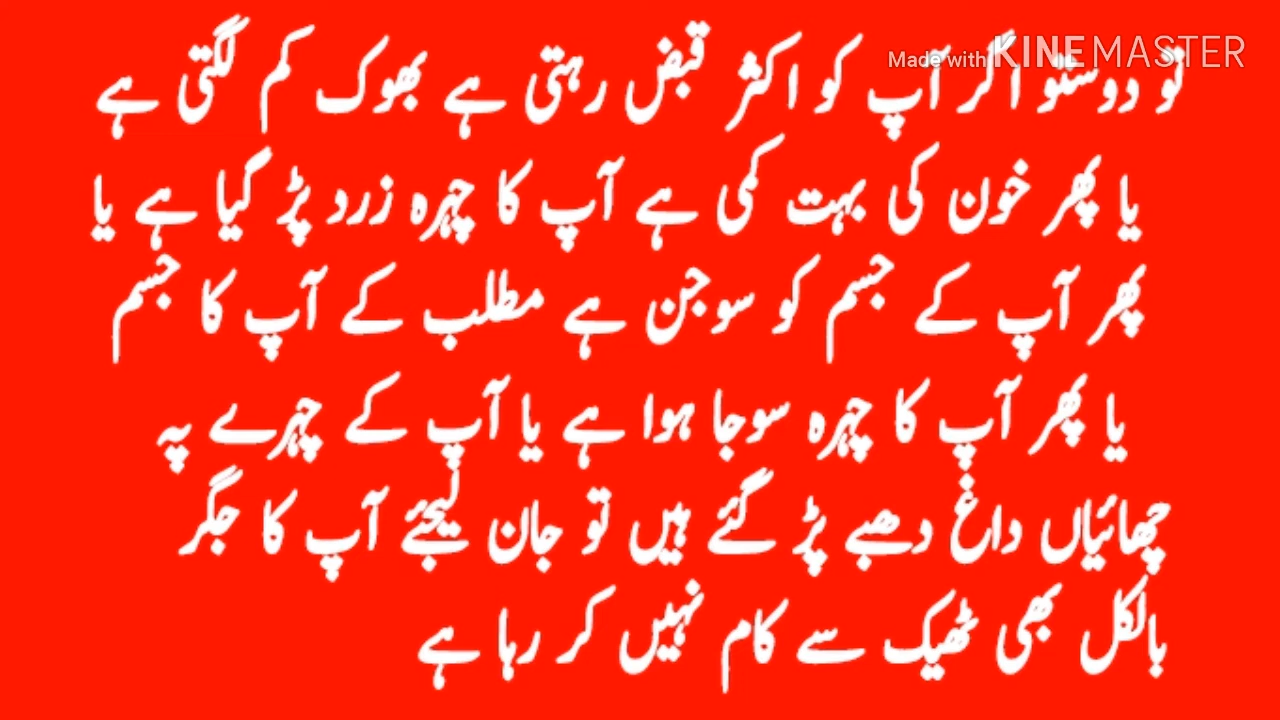 Made with KINEMASTER
تو دوستو اگر آپ کو اکثر قبض رہتی ہے بھوک کم لگتی ہے
یا پھر خون کی بہت کمی ہے آپ کا چہرہ زرد پڑ گیا ہے یا
پھر آپ کے جسم کو سوجن ہے مطلب کے آپ کا جسم
یا پھر آپ کا چہرہ سوجا ہوا ہے یا آپ کے چہرے پہ
چھائیاں داغ دھبے پڑ گئے ہیں تو جان لیجئے آپ کا جگر
بالکل بھی ٹھیک سے کام نہیں کر رہا ہے